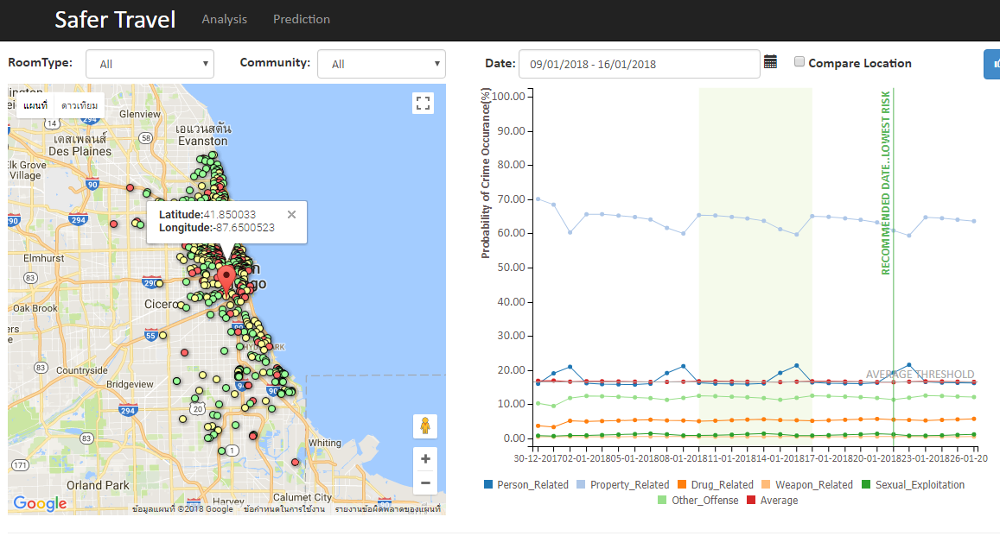 Safer Travel
Analysis
Prediction
RoomType:
All
Community:
All
Date:
09/01/2018 - 16/01/2018
Compare Location
แผนที่
ดาวเทียม
Glenview
14
58
294
เดสเพลนส์
Des Plaines
เอแวนสตัน
Evanston
Elk Grove
Village
90
90
294
Latitude:41.850033
Longitude:-87.6500523
Elmhurst
83
290
Cicero
Oak Brook
55
83
Countryside
Bridgeview
294
20
90
83
1
Whiting
171
Orland Park
Harvey
Calumet City
Google
ข้อมูลแผนที่ ©2018 Google
ข้อกำหนดในการใช้งาน
รายงานข้อผิดพลาดของแผนที่
Probability of Crime Occurance(%)
100.00
90.00
80.00
70.00
60.00
50.00
40.00
30.00
20.00
10.00
0.00
RECOMMENDED DATE..LOWEST RISK
AVERAGE THRESHOLD
30-12-201702-01-201805-01-201808-01-201811-01-201814-01-201817-01-201820-01-201823-01-201826-01-20
Person_Related
Property_Related
Drug_Related
Weapon_Related
Sexual_Exploitation
Other_Offense
Average